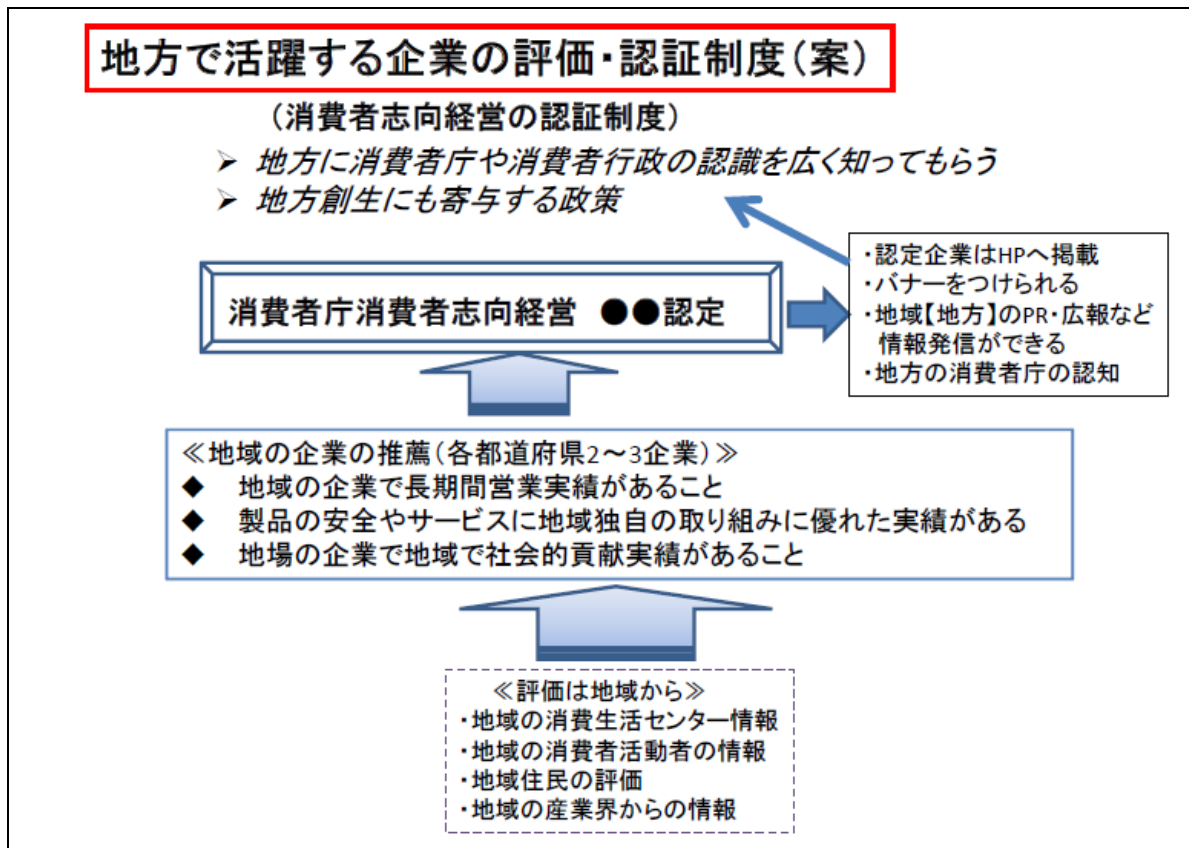 地方で活躍する企業の評価・認証制度(案)
(消費者志向経営の認証制度)
➢ 地方に消費者庁や消費者行政の認識を広く知ってもらう
➢ 地方創生にも寄与する政策
消費者庁消費者志向経営 ●●認定
・認定企業はHPへ掲載
・バナーをつけられる
・地域【地方】のPR・広報など
情報発信ができる
・地方の消費者庁の認知
≪地域の企業の推薦(各都道府県2~3企業)≫
◆ 地域の企業で長期間営業実績があること
◆ 製品の安全やサービスに地域独自の取り組みに優れた実績がある
◆ 地場の企業で地域で社会的貢献実績があること
≪評価は地域から≫
・地域の消費生活センター情報
・地域の消費者活動者の情報
・地域住民の評価
・地域の産業界からの情報